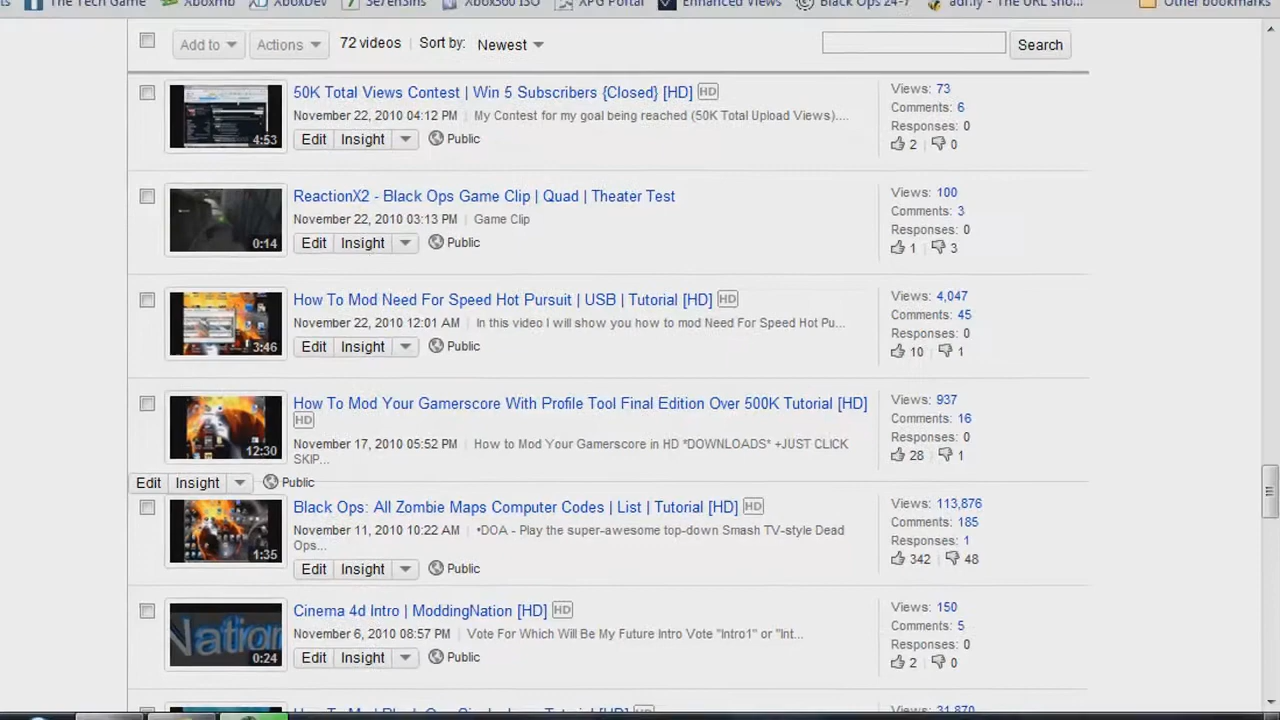 The Tech Game Xboxmb XboxDev Se7enSins Xbox360 ISO XPG Portal Enhanced Views Black Ops 24-7 adf.ly - The URL sho... Other bookmarks
Add to Actions 72 videos Sort by: Newest Search
50K Total Views Contest | Win 5 Subscribers {Closed} [HD] HD
November 22, 2010 04:12 PM | My Contest for my goal being reached (50K Total Upload Views)....
Edit Insight Public
4:53
Views: 73
Comments: 6
Responses: 0
2 | 0
ReactionX2 - Black Ops Game Clip | Quad | Theater Test
November 22, 2010 03:13 PM | Game Clip
Edit Insight Public
0:14
Views: 100
Comments: 3
Responses: 0
1 | 3
How To Mod Need For Speed Hot Pursuit | USB | Tutorial [HD] HD
November 22, 2010 12:01 AM | In this video I will show you how to mod Need For Speed Hot Pu...
Edit Insight Public
3:46
Views: 4,047
Comments: 45
Responses: 0
10 | 1
How To Mod Your Gamerscore With Profile Tool Final Edition Over 500K Tutorial [HD]
HD
November 17, 2010 05:52 PM | How to Mod Your Gamerscore in HD *DOWNLOADS* +JUST CLICK
SKIP...
12:30
Views: 937
Comments: 16
Responses: 0
28 | 1
Edit Insight Public
Black Ops: All Zombie Maps Computer Codes | List | Tutorial [HD] HD
November 11, 2010 10:22 AM | •DOA - Play the super-awesome top-down Smash TV-style Dead
Ops...
Edit Insight Public
1:35
Views: 113,876
Comments: 185
Responses: 1
342 | 48
Cinema 4d Intro | ModdingNation [HD] HD
November 6, 2010 08:57 PM | Vote For Which Will Be My Future Intro Vote "Intro1" or "Int...
Edit Insight Public
Nation
0:24
Views: 150
Comments: 5
Responses: 0
2 | 0
Views: 31,870